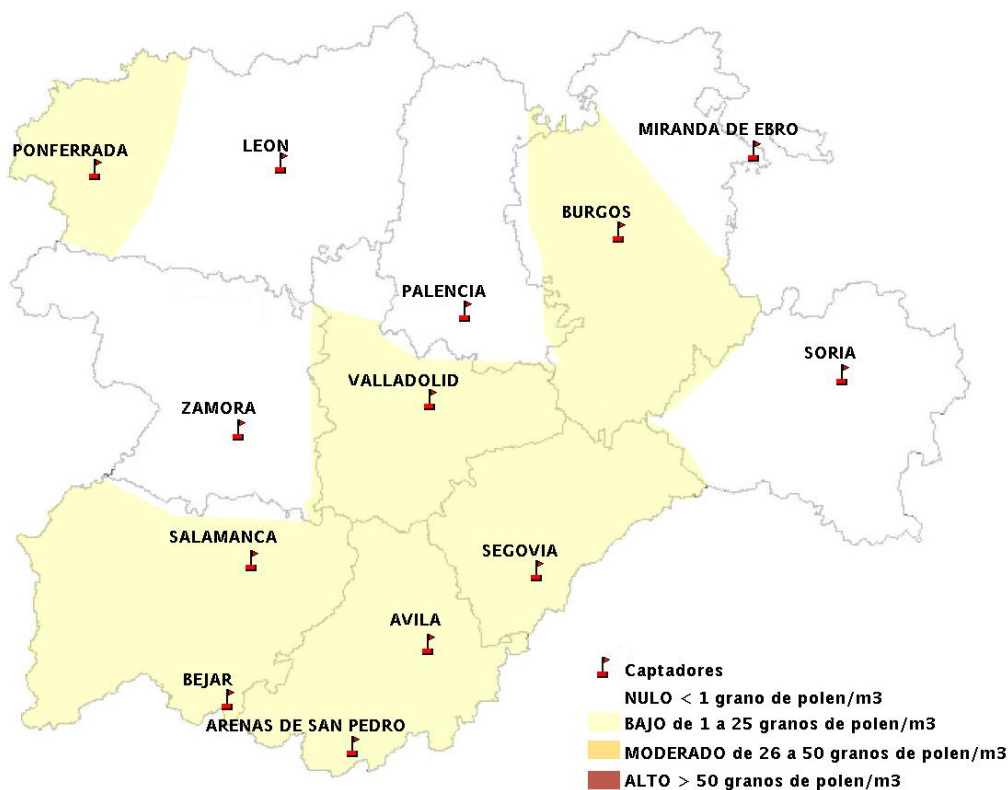 MIRANDA DE EBRO
LEON
PONFERRADA
BURGOS
PALENCIA
SORIA
VALLADOLID
ZAMORA
SALAMANCA
SEGOVIA
AVILA
BEJAR
ARENAS DE SAN PEDRO
Captadores
NULO < 1 grano de polen/m3
BAJO de 1 a 25 granos de polen/m3
MODERADO de 26 a 50 granos de polen/m3
ALTO > 50 granos de polen/m3